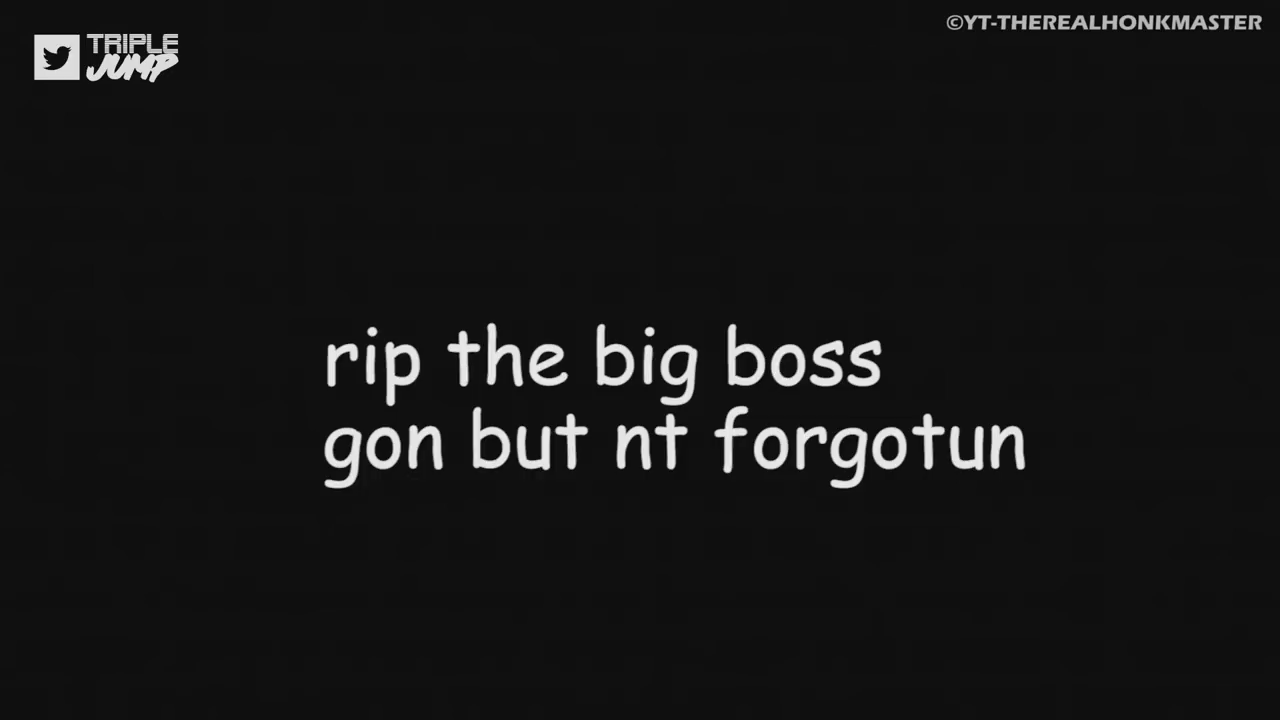 TRIPLE
JUMP
©YT-THEREALHONKMASTER
rip the big boss
gon but nt forgotun